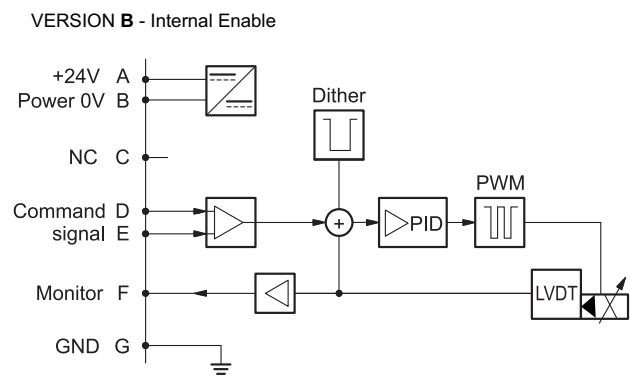 VERSION B - Internal Enable
+24V A
Power 0V B
Dither
NC C
PWM
Command D
signal E
PID
Monitor F
LVDT
GND G